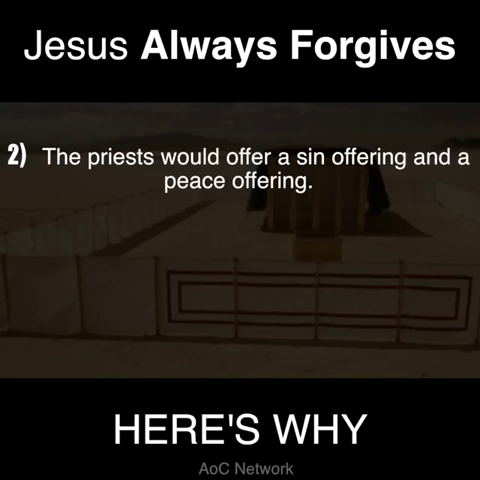 Jesus Always Forgives
2) The priests would offer a sin offering and a
peace offering.
HERE'S WHY
AoC Network